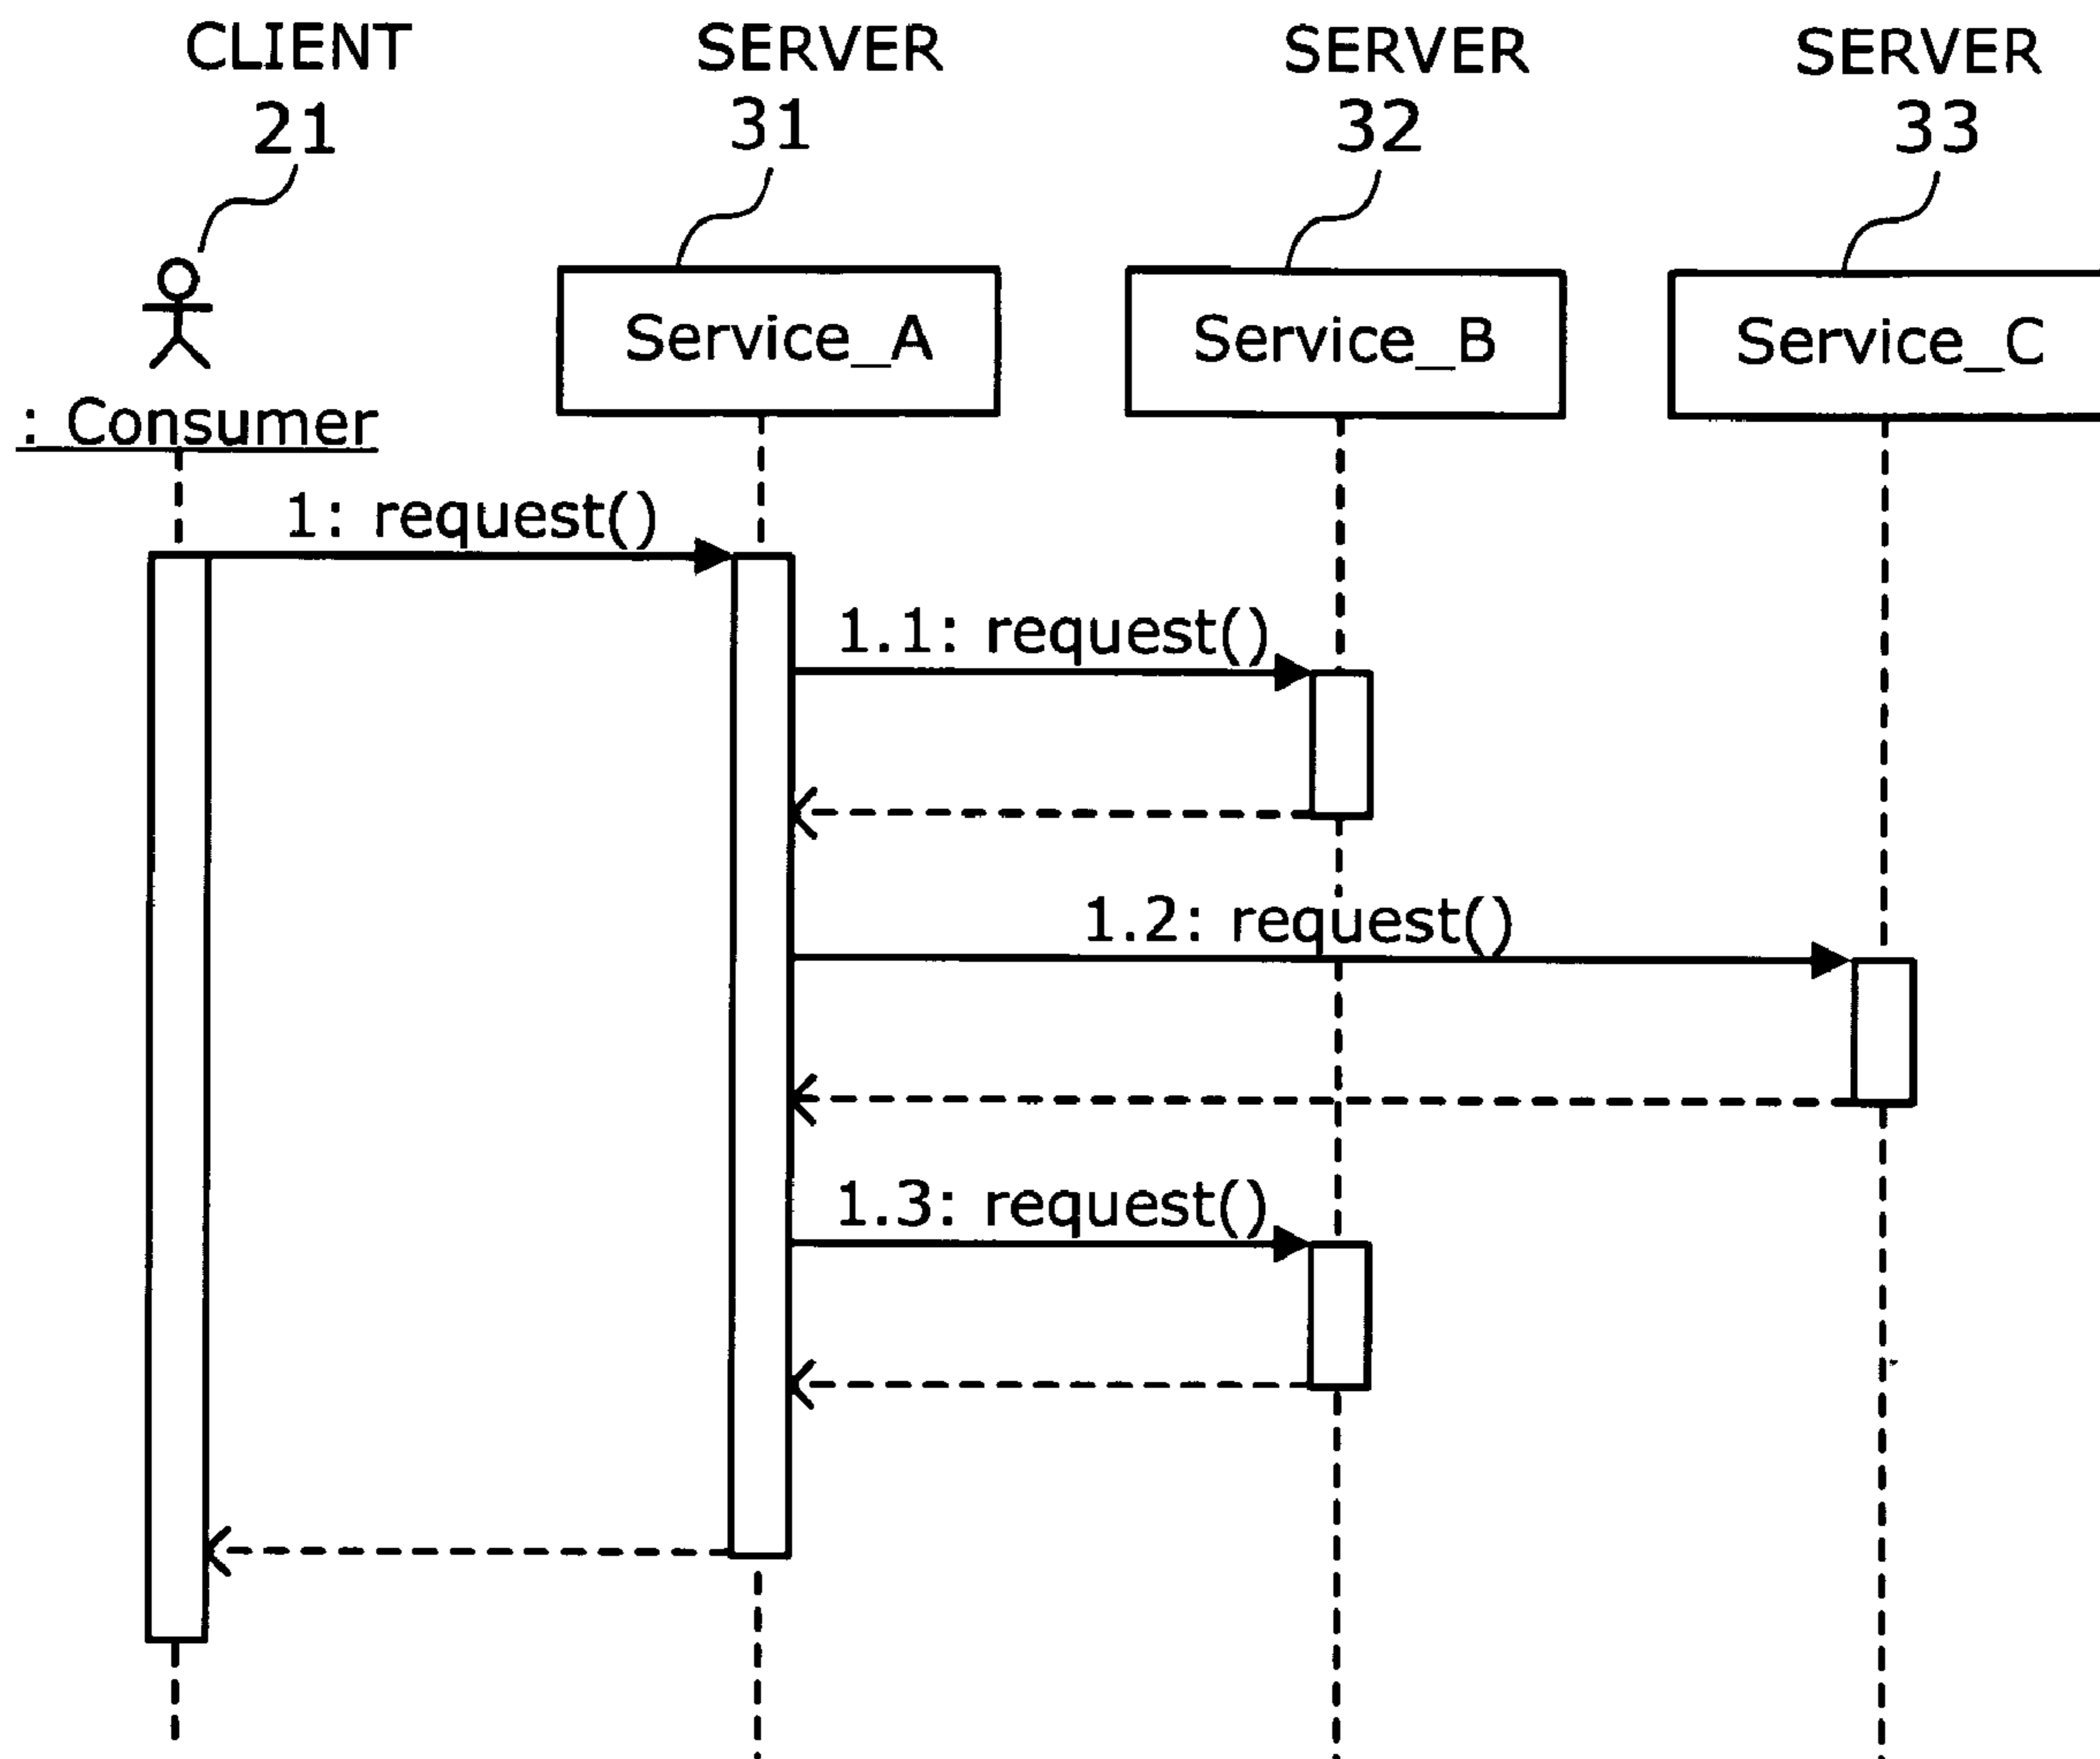 CLIENT
21
SERVER
31
SERVER
32
SERVER
33
: Consumer
Service_A
Service_B
Service_C
1: request()
1.1: request()
1.2: request()
1.3: request()